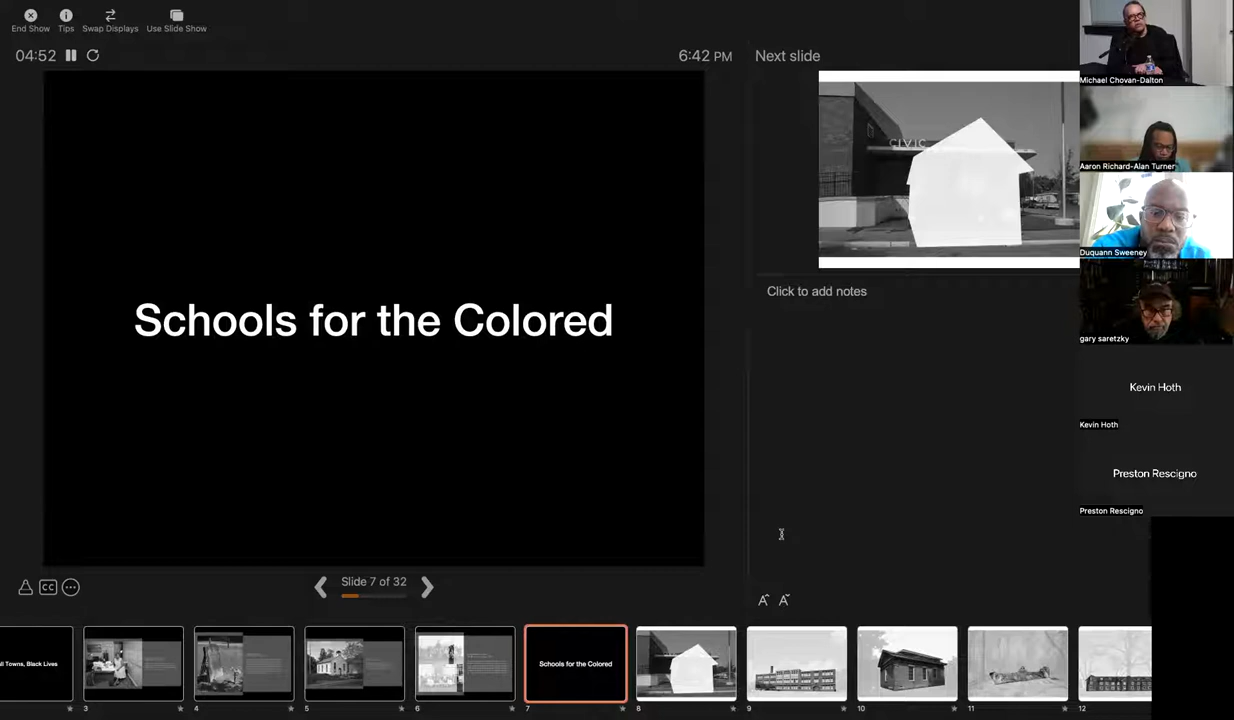 End Show
Tips
Swap Displays
Use Slide Show
04:52
6:42 PM
Next slide
CIVIC
Schools for the Colored
Click to add notes
Michael Chovan-Dalton
Aaron Richard-Alan Turner
Duquann Sweeney
gary saretzky
Kevin Hoth
Kevin Hoth
Preston Rescigno
Preston Rescigno
CC
Slide 7 of 32
ll Towns, Black Lives
Schools for the Colored
3
4
5
6
7
8
9
10
11
12